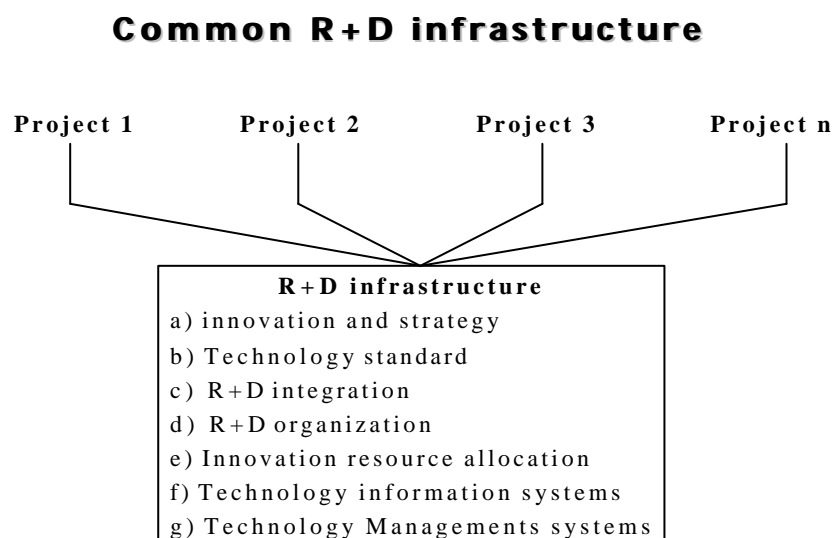 Common R+D infrastructure
Project 1 Project 2 Project 3 Project n
R+D infrastructure
a) innovation and strategy
b) Technology standard
c) R+D integration
d) R+D organization
e) Innovation resource allocation
f) Technology information systems
g) Technology Managements systems